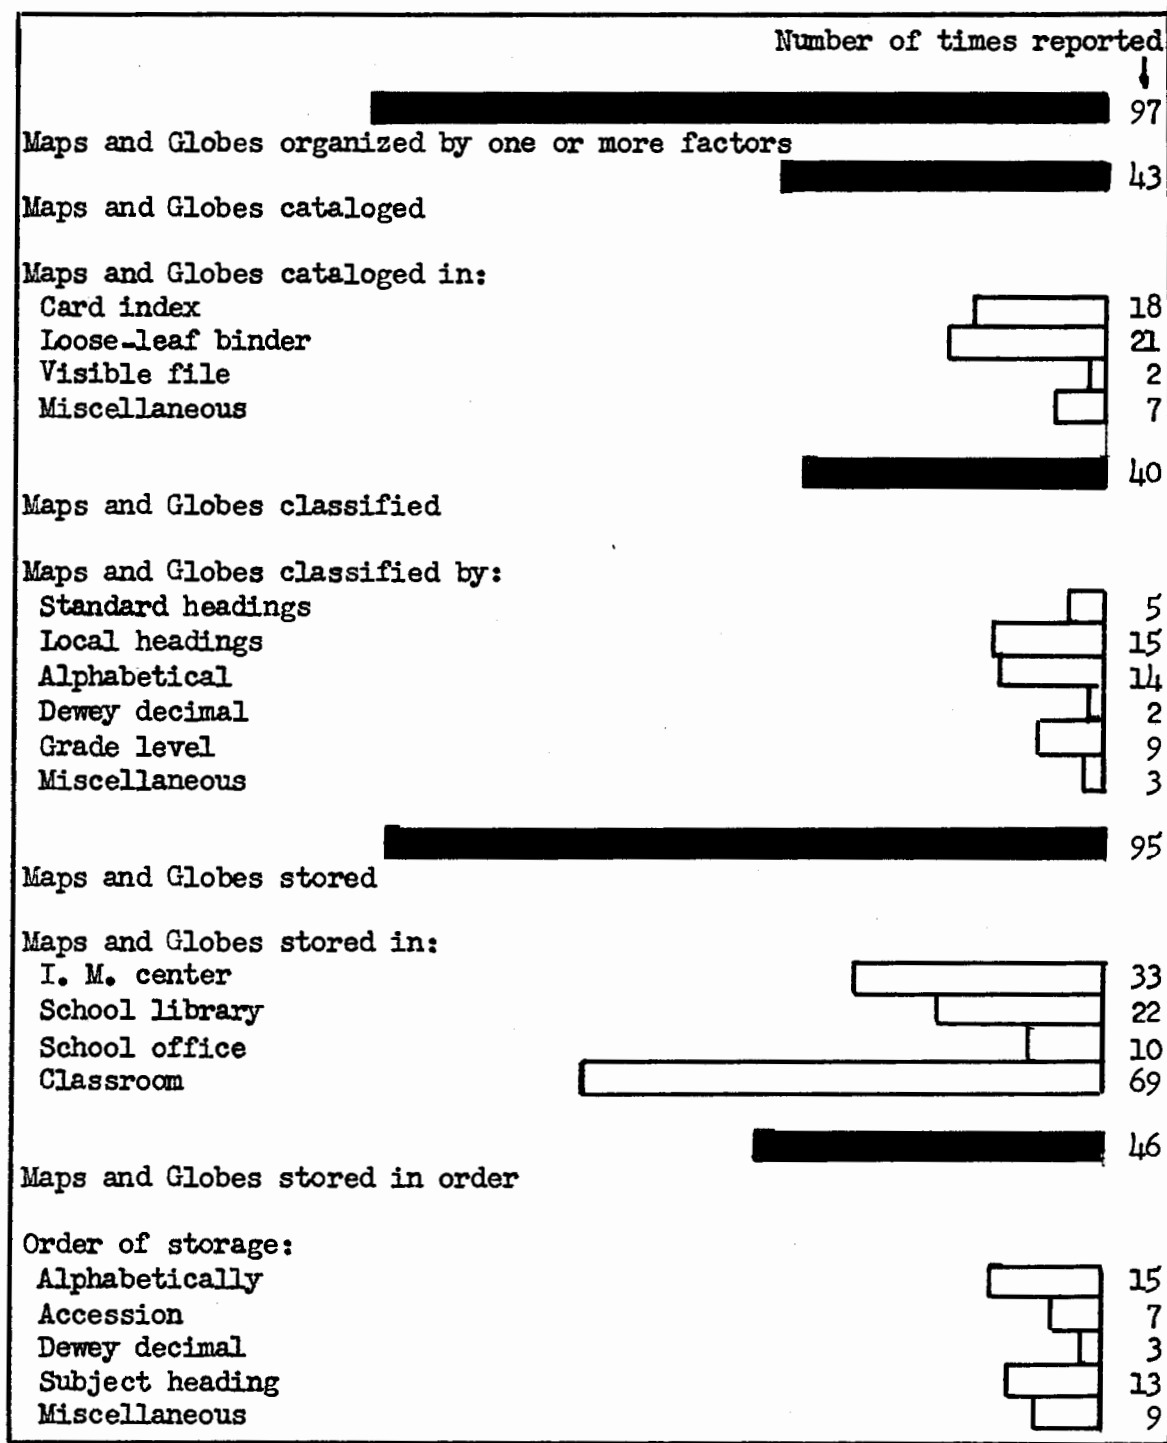 Number of times reported
97
Maps and Globes organized by one or more factors
43
Maps and Globes cataloged
Maps and Globes cataloged in:
Card index 18
Loose-leaf binder 21
Visible file 2
Miscellaneous 7
40
Maps and Globes classified
Maps and Globes classified by:
Standard headings 5
Local headings 15
Alphabetical 14
Dewey decimal 2
Grade level 9
Miscellaneous 3
95
Maps and Globes stored
Maps and Globes stored in:
I. M. center 33
School library 22
School office 10
Classroom 69
46
Maps and Globes stored in order
Order of storage:
Alphabetically 15
Accession 7
Dewey decimal 3
Subject heading 13
Miscellaneous 9